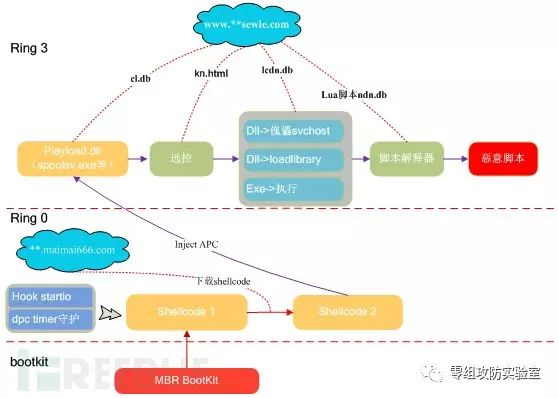 www.**sewle.com
Ring 3
cl.db
kn.html
lcdn.db
Lua脚本ndn.db
Playload.dll
(spoolsv.exe等)
远控
Dll->傀儡svchost
Dll->loadlibrary
Exe->执行
脚本解释器
恶意脚本
Ring 0
**.maimai666.com
Inject APC
下载shellcode
Hook startio
dpc timer守护
Shellcode 1
Shellcode 2
bootkit
MBR BootKit
REEBUF
零组攻防实验室